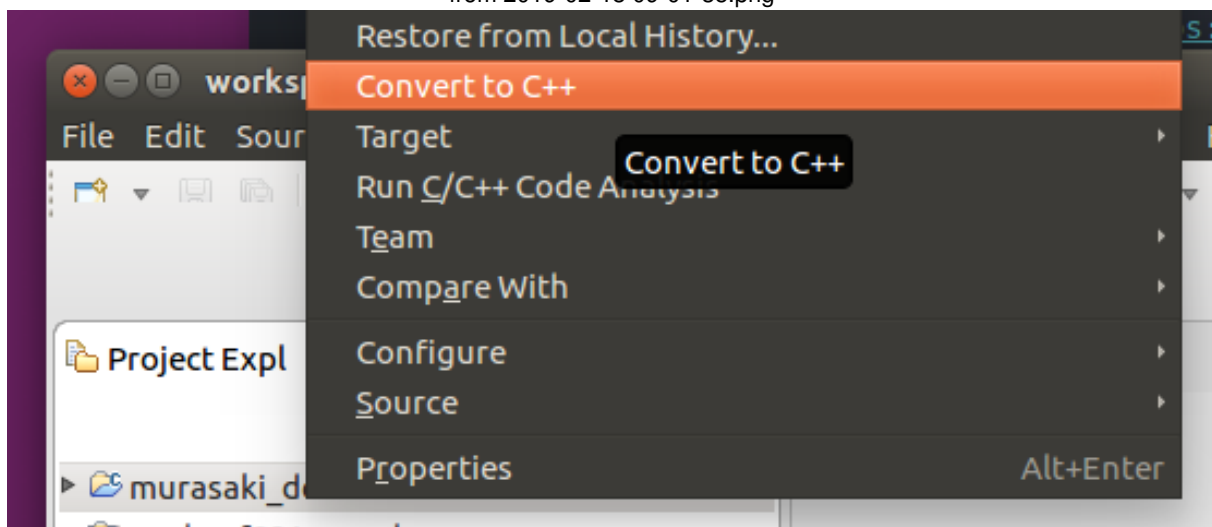 Restore from Local History...
works
Convert to C++
File Edit Sour
Target
Convert to C++
Run C/C++ Code Analysis
Team
Compare With
Project Expl
Configure
Source
Properties Alt+Enter
murasaki_d